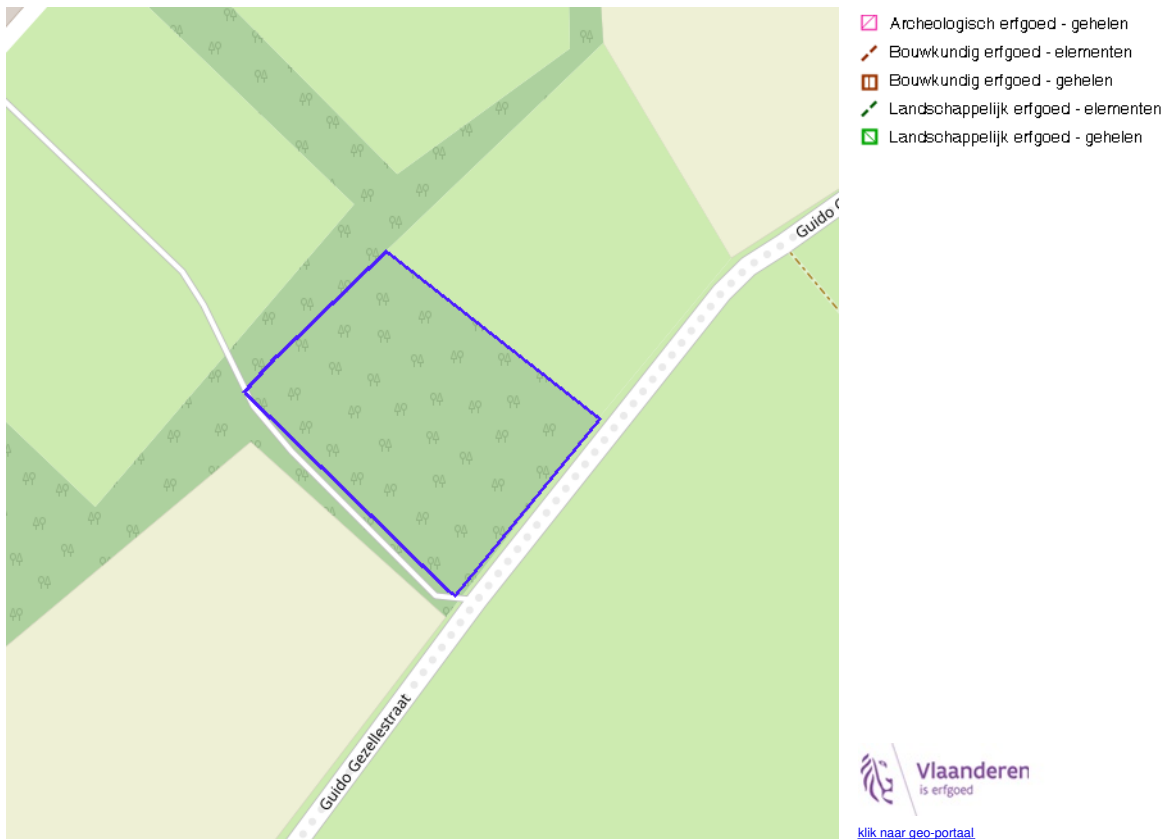 Archeologisch erfgoed - gehelen
Bouwkundig erfgoed - elementen
Bouwkundig erfgoed - gehelen
Landschappelijk erfgoed - elementen
Landschappelijk erfgoed - gehelen
Guido G
Guido Gezellestraat
Vlaanderen
is erfgoed
klik naar geo-portaal